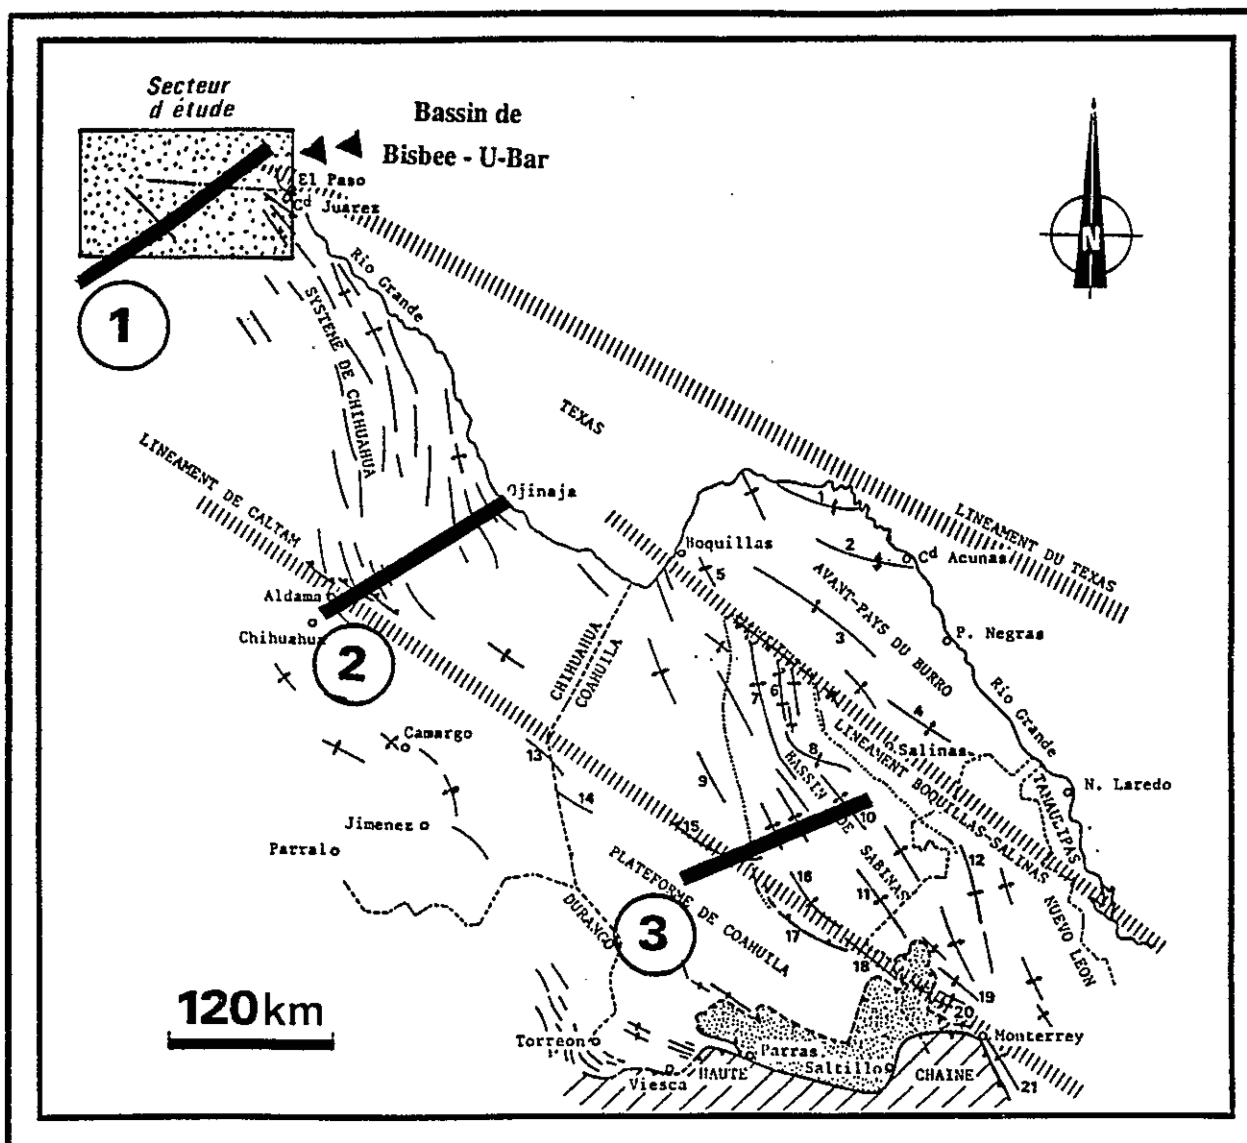 Secteur
d étude
Bassin de
Bisbee - U-Bar
El Paso
Cd Juarez
N
Rio Grande
1
SYSTEME DE CHIHUAHUA
TEXAS
LINEAMENT DE CALTAM
Ojinaja
LINEAMENT DU TEXAS
1
2
Boquillas
Cd Acunas
5
AVANT-PAYS DU BURRO
Aldama
Chihuahua
2
3
P. Negras
CHIHUAHUA
COAHUILA
6
7
Rio Grande
4
Camargo
8
Salinas
LINEAMENT BOQUILLAS-SALINAS
13
9
BASSIN DE SABINAS
N. Laredo
TAMAULIPAS
14
10
Jimenez
15
Parral
PLATEFORME DE COAHUILA
12
16
11
DURANGO
3
17
NUEVO LEON
18
19
120km
20
Torreon
Monterrey
Parras
Saltillo
Viesca
HAUTE
CHAINE
21